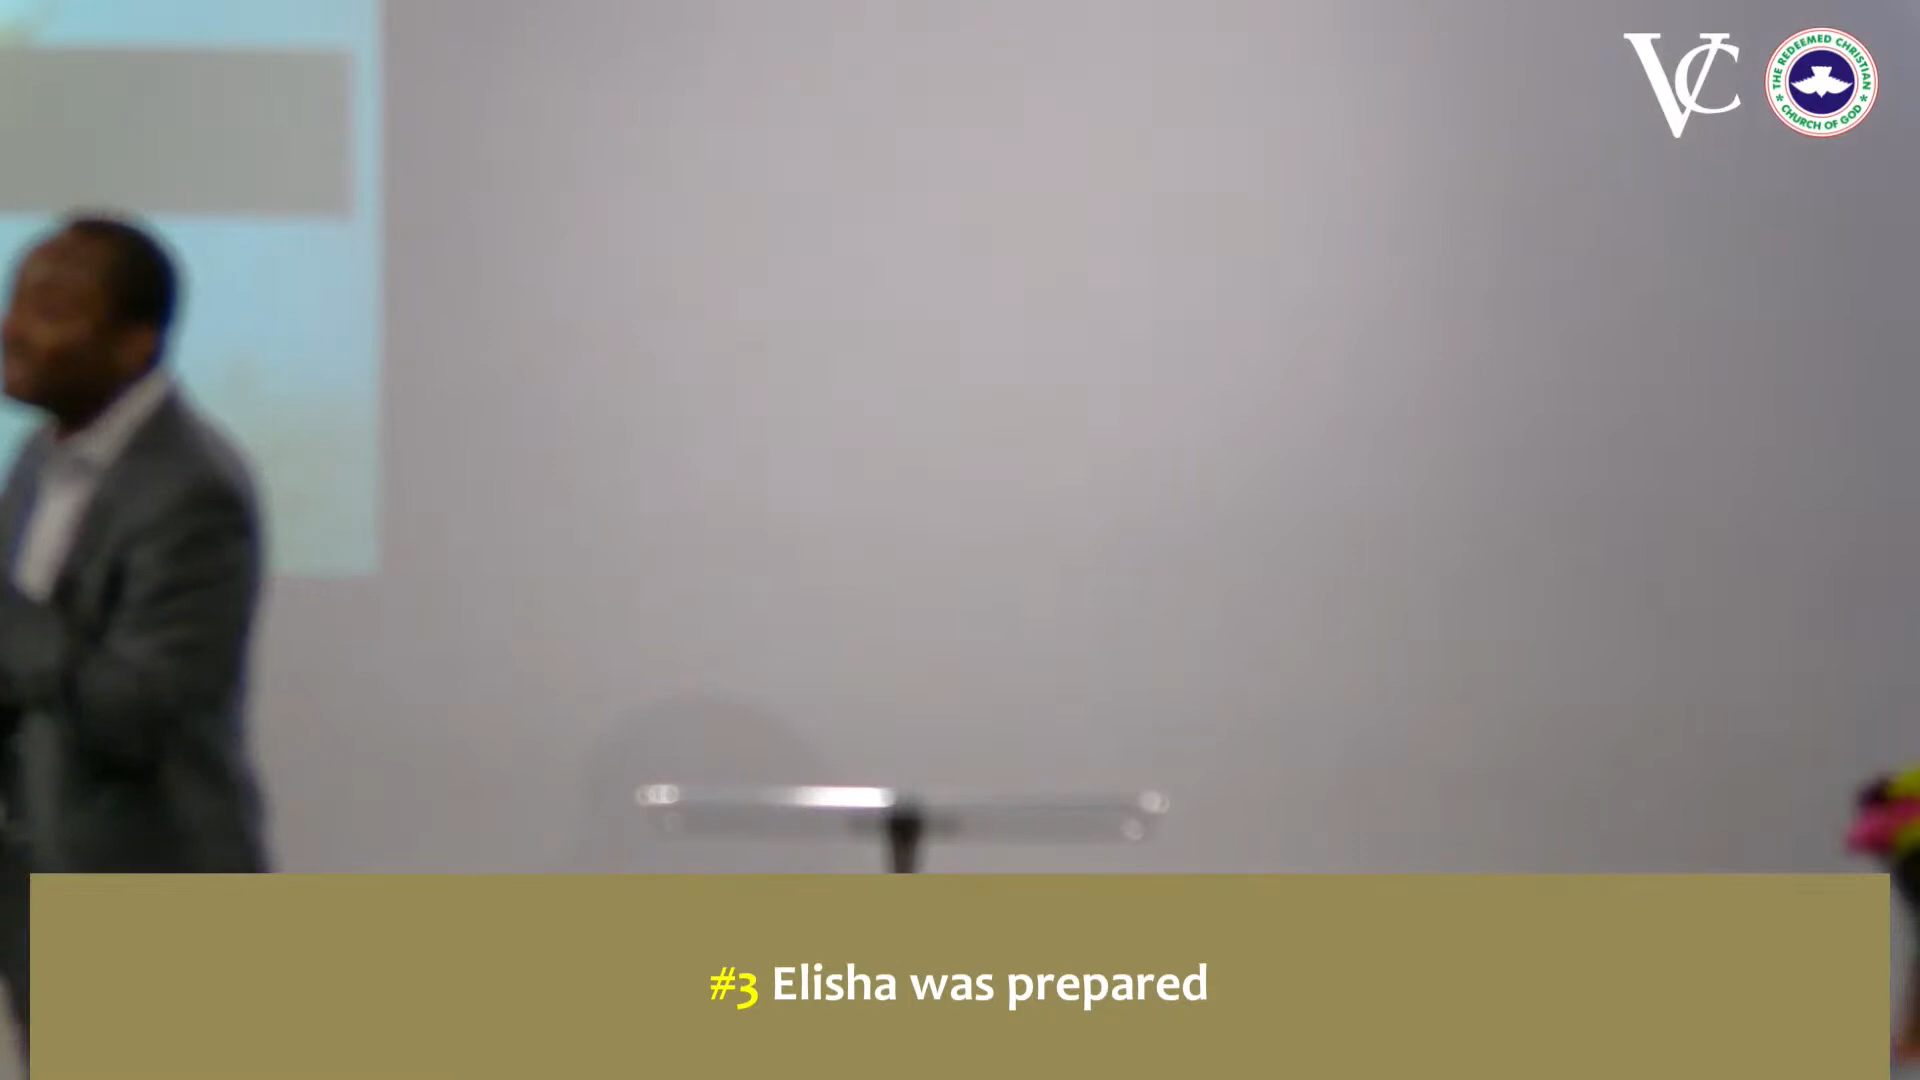 VC
THE REDEEMED CHRISTIAN
CHURCH OF GOD
#3 Elisha was prepared